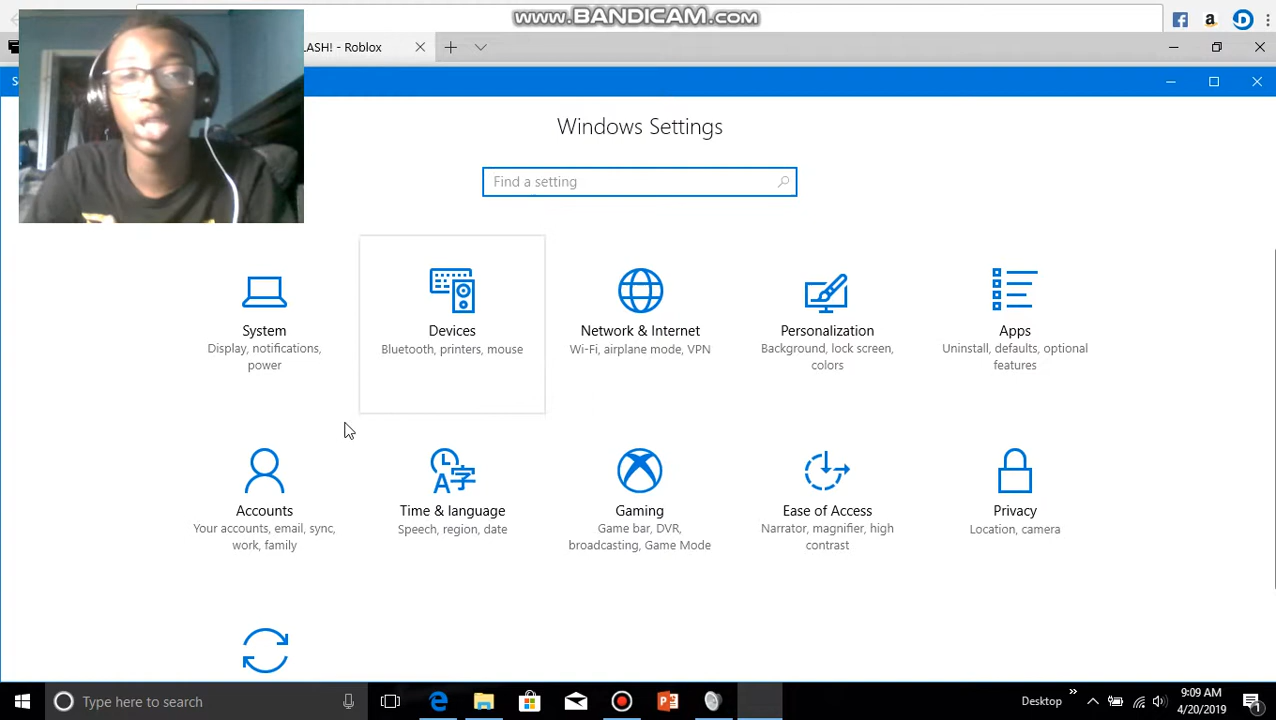 www.BANDICAM.com
LASH! - Roblox
Windows Settings
Find a setting
System
Display, notifications,
power
Devices
Bluetooth, printers, mouse
Network & Internet
Wi-Fi, airplane mode, VPN
Personalization
Background, lock screen,
colors
Apps
Uninstall, defaults, optional
features
Accounts
Your accounts, email, sync,
work, family
Time & language
Speech, region, date
Gaming
Game bar, DVR,
broadcasting, Game Mode
Ease of Access
Narrator, magnifier, high
contrast
Privacy
Location, camera
Type here to search
Desktop
9:09 AM
4/20/2019
1